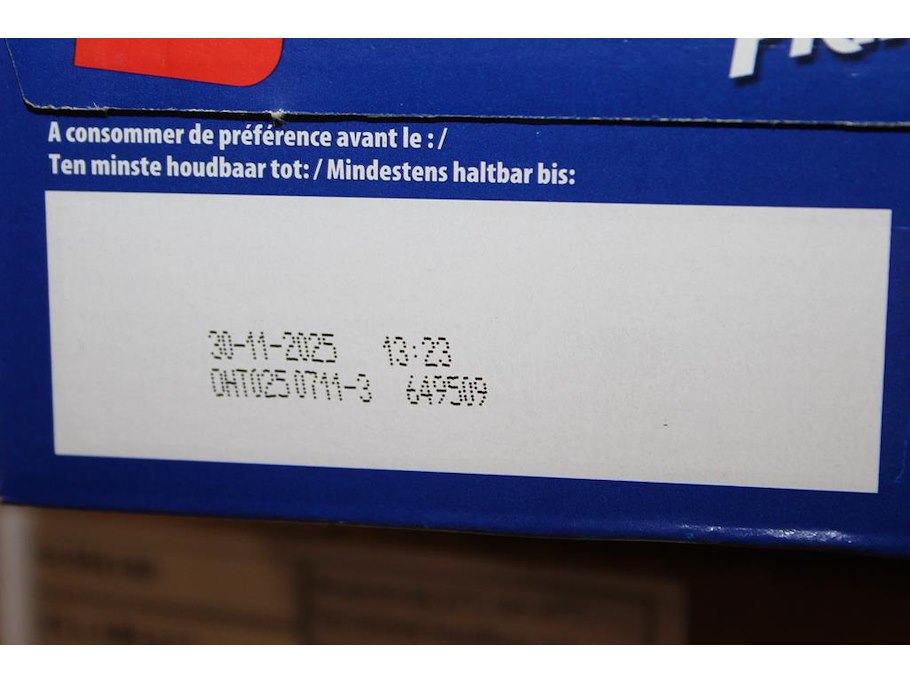 A consommer de préférence avant le : /
Ten minste houdbaar tot: / Mindestens haltbar bis:
30-11-2025 13:23
OHT025 0711-3 649509